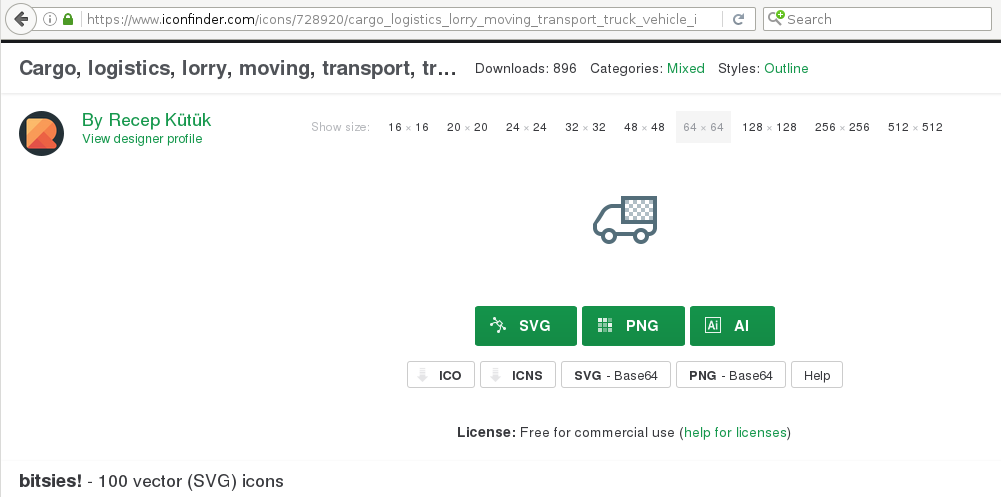 https://www.iconfinder.com/icons/728920/cargo_logistics_lorry_moving_transport_truck_vehicle_i
Search
Cargo, logistics, lorry, moving, transport, tr... Downloads: 896 Categories: Mixed Styles: Outline
By Recep Kütük
View designer profile
Show size: 16 × 16 20 × 20 24 × 24 32 × 32 48 × 48 64 × 64 128 × 128 256 × 256 512 × 512
SVG PNG Ai AI
ICO ICNS SVG - Base64 PNG - Base64 Help
License: Free for commercial use (help for licenses)
bitsies! - 100 vector (SVG) icons